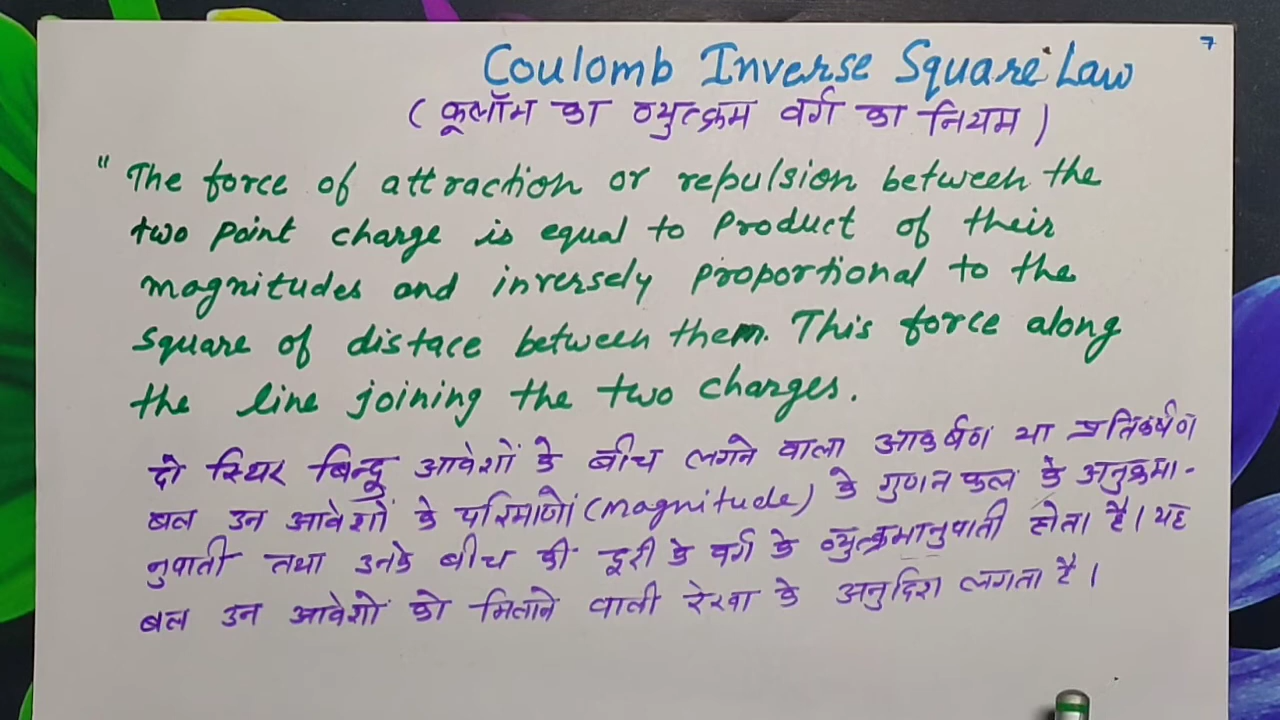 7
Coulomb Inverse Square Law
( कूलॉम का व्युत्क्रम वर्ग का नियम )
" The force of attraction or repulsion between the
two point charge is equal to Product of their
magnitudes and inversely proportional to the
square of distace between them. This force along
the line joining the two charges.
दो स्थिर बिन्दू आवेशों के बीच लगने वाला आकर्षण या प्रतिकर्षण
बल उन आवेशों के परिमाणों (magnitude) के गुणनफल के अनुक्रमा-
नुपाती तथा उनके बीच की दूरी के वर्ग के व्युत्क्रमानुपाती होता है। यह
बल उन आवेशों को मिलाने वाली रेखा के अनुदिश लगता है।